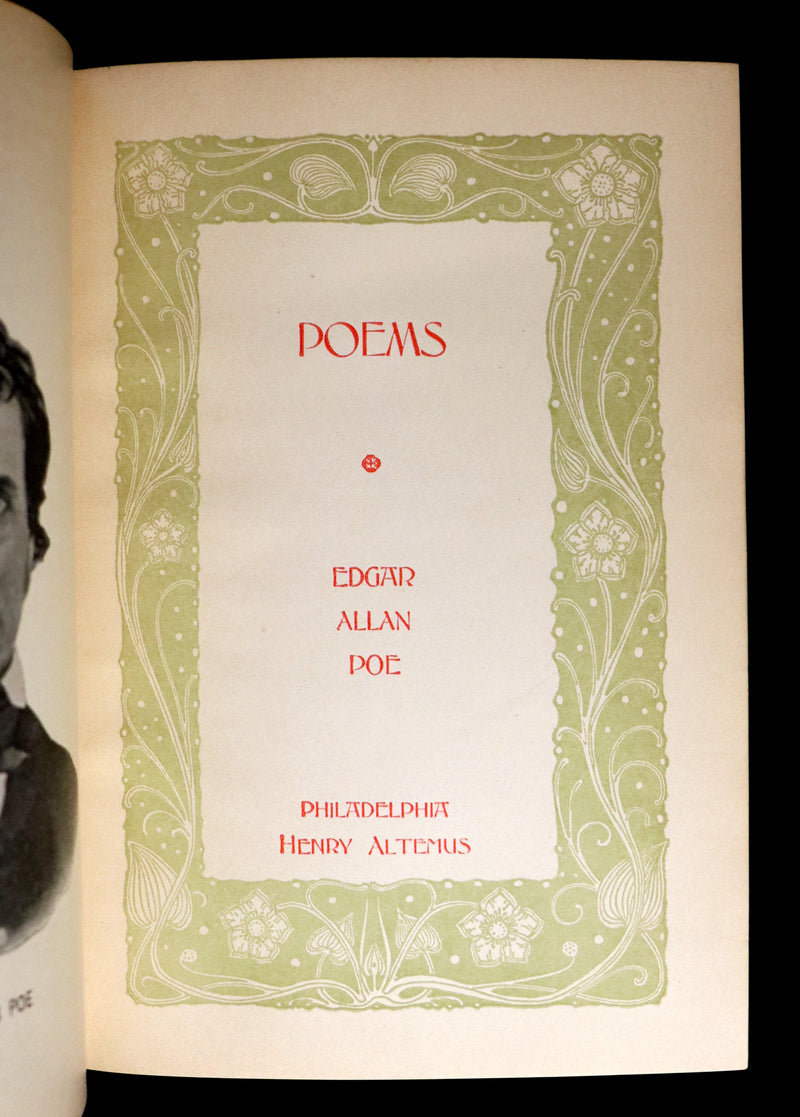 POEMS
EDGAR
ALLAN
POE
PHILADELPHIA
HENRY ALTEMUS
POE